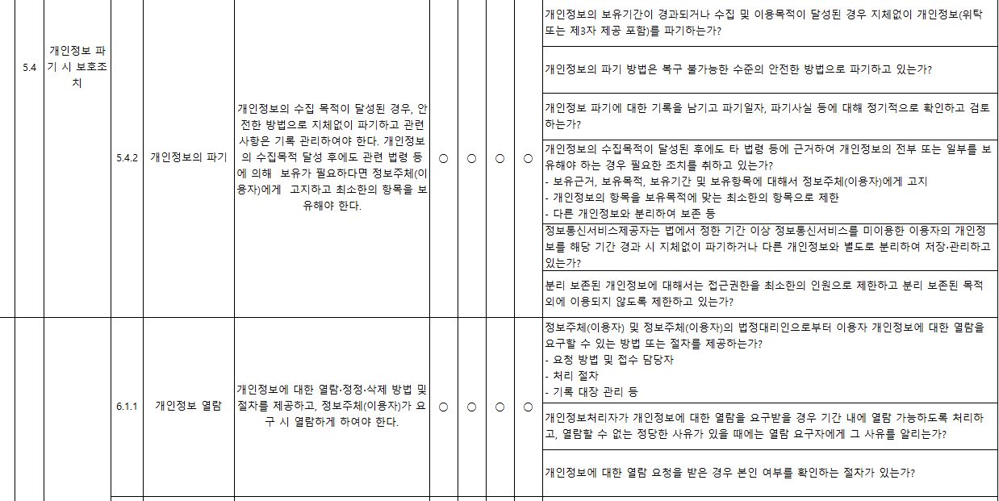 5.4
개인정보 파
기 시 보호조
치
5.4.2
개인정보의 파기
개인정보의 수집 목적이 달성된 경우, 안
전한 방법으로 지체없이 파기하고 관련
사항은 기록 관리하여야 한다. 개인정보
의 수집목적 달성 후에도 관련 법령 등
에 의해 보유가 필요하다면 정보주체(이
용자)에게 고지하고 최소한의 항목을 보
유해야 한다.
○ ○ ○ ○
개인정보의 보유기간이 경과되거나 수집 및 이용목적이 달성된 경우 지체없이 개인정보(위탁
또는 제3자 제공 포함)를 파기하는가?
개인정보의 파기 방법은 복구 불가능한 수준의 안전한 방법으로 파기하고 있는가?
개인정보 파기에 대한 기록을 남기고 파기일자, 파기사실 등에 대해 정기적으로 확인하고 검토
하는가?
개인정보의 수집목적이 달성된 후에도 타 법령 등에 근거하여 개인정보의 전부 또는 일부를 보
유해야 하는 경우 필요한 조치를 취하고 있는가?
- 보유근거, 보유목적, 보유기간 및 보유항목에 대해서 정보주체(이용자)에게 고지
- 개인정보의 항목을 보유목적에 맞는 최소한의 항목으로 제한
- 다른 개인정보와 분리하여 보존 등
정보통신서비스제공자는 법에서 정한 기간 이상 정보통신서비스를 미이용한 이용자의 개인정
보를 해당 기간 경과 시 지체없이 파기하거나 다른 개인정보와 별도로 분리하여 저장·관리하고
있는가?
분리 보존된 개인정보에 대해서는 접근권한을 최소한의 인원으로 제한하고 분리 보존된 목적
외에 이용되지 않도록 제한하고 있는가?
6.1.1
개인정보 열람
개인정보에 대한 열람·정정·삭제 방법 및
절차를 제공하고, 정보주체(이용자)가 요
구 시 열람하게 하여야 한다.
○ ○ ○ ○
정보주체(이용자) 및 정보주체(이용자)의 법정대리인으로부터 이용자 개인정보에 대한 열람을
요구할 수 있는 방법 또는 절차를 제공하는가?
- 요청 방법 및 접수 담당자
- 처리 절차
- 기록 대장 관리 등
개인정보처리자가 개인정보에 대한 열람을 요구받을 경우 기간 내에 열람 가능하도록 처리하
고, 열람할 수 없는 정당한 사유가 있을 때에는 열람 요구자에게 그 사유를 알리는가?
개인정보에 대한 열람 요청을 받은 경우 본인 여부를 확인하는 절차가 있는가?